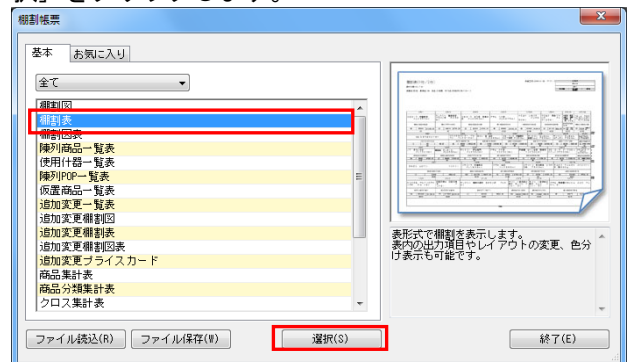 択」をクリックします。
棚割帳票
基本
お気に入り
全て
棚割図
棚割表
棚割図表
陳列商品一覧表
使用什器一覧表
陳列POP一覧表
仮置商品一覧表
追加変更一覧表
追加変更棚割図
追加変更棚割表
追加変更棚割図表
追加変更プライスカード
商品集計表
商品分類集計表
クロス集計表
表形式で棚割を表示します。
表内の出力項目やレイアウトの変更、色分
け表示も可能です。
ファイル読込(R)
ファイル保存(W)
選択(S)
終了(E)